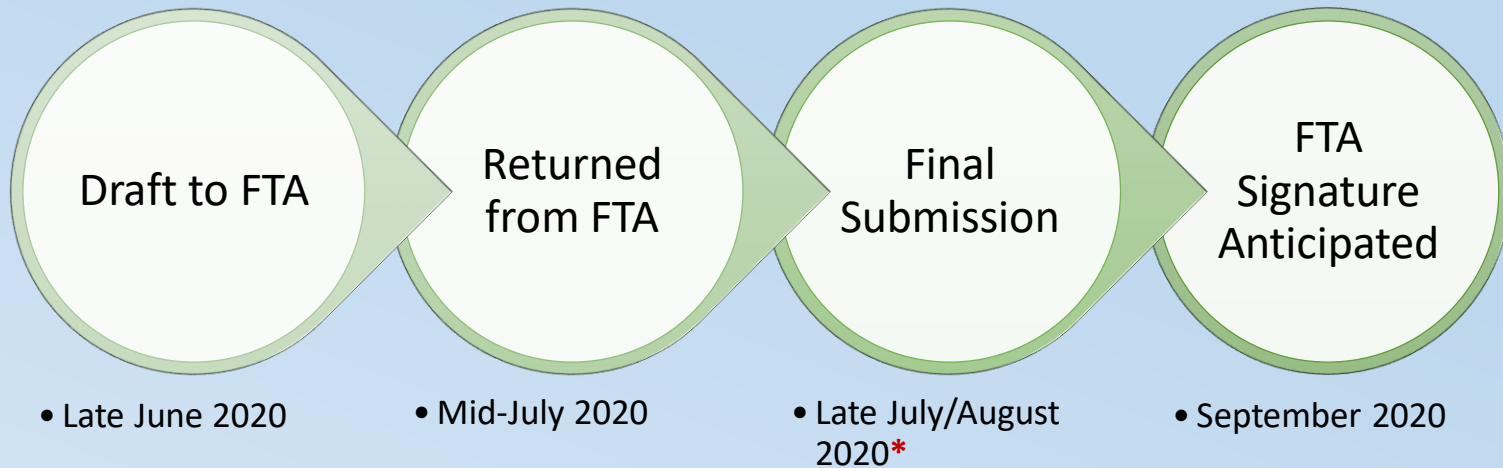 Draft to FTA
Returned
from FTA
Final
Submission
FTA
Signature
Anticipated
• Late June 2020
• Mid-July 2020
• Late July/August
2020*
• September 2020